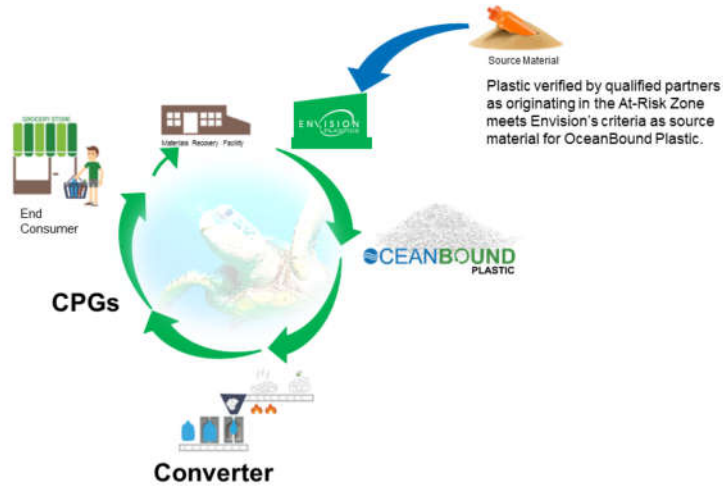 Source Material
Plastic verified by qualified partners
as originating in the At-Risk Zone
meets Envision's criteria as source
material for OceanBound Plastic.
ENVISION
PLASTICS
GROCERY STORE
Materials Recovery Facility
End
Consumer
OCEANBOUND
PLASTIC
CPGs
Converter